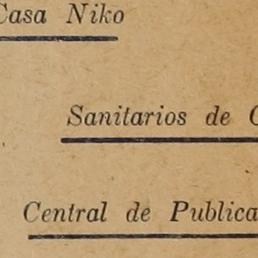 Casa Niko
Sanitarios de
Central de